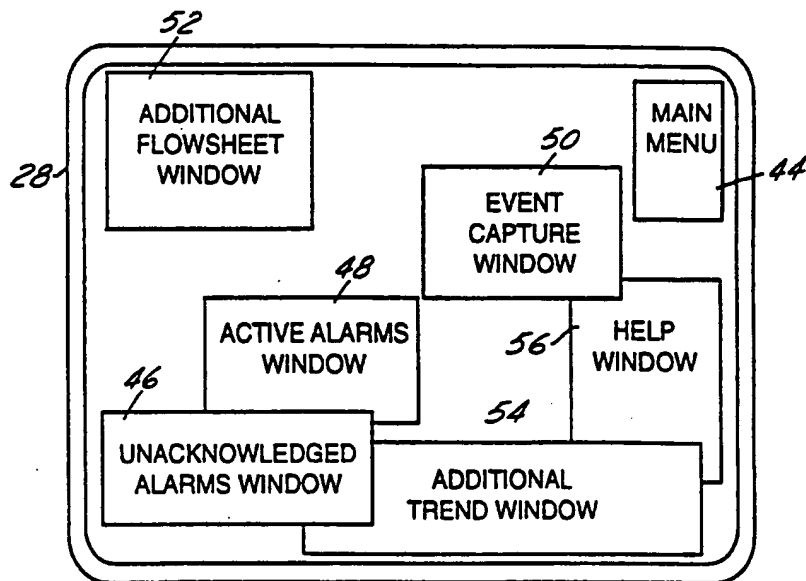 52
ADDITIONAL
FLOWSHEET
WINDOW
MAIN
MENU
28
50
44
EVENT
CAPTURE
WINDOW
48
ACTIVE ALARMS
WINDOW
56
HELP
WINDOW
46
54
UNACKNOWLEDGED
ALARMS WINDOW
ADDITIONAL
TREND WINDOW